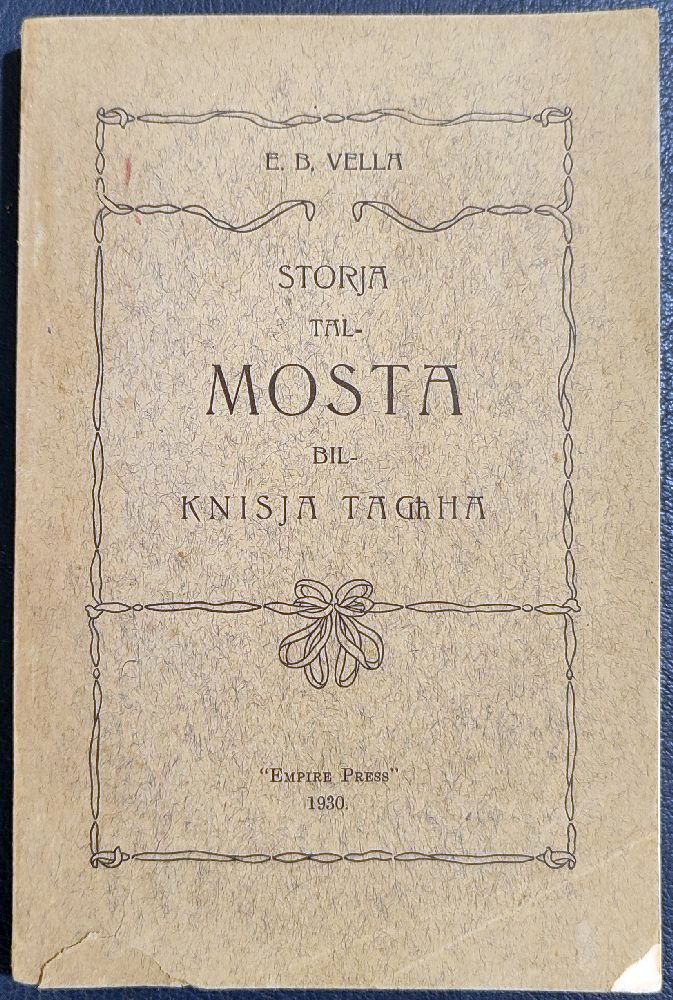 E. B. VELLA
STORJA
TAL-
MOSTA
BIL-
KNISJA TAGħHA
"EMPIRE PRESS"
1930.